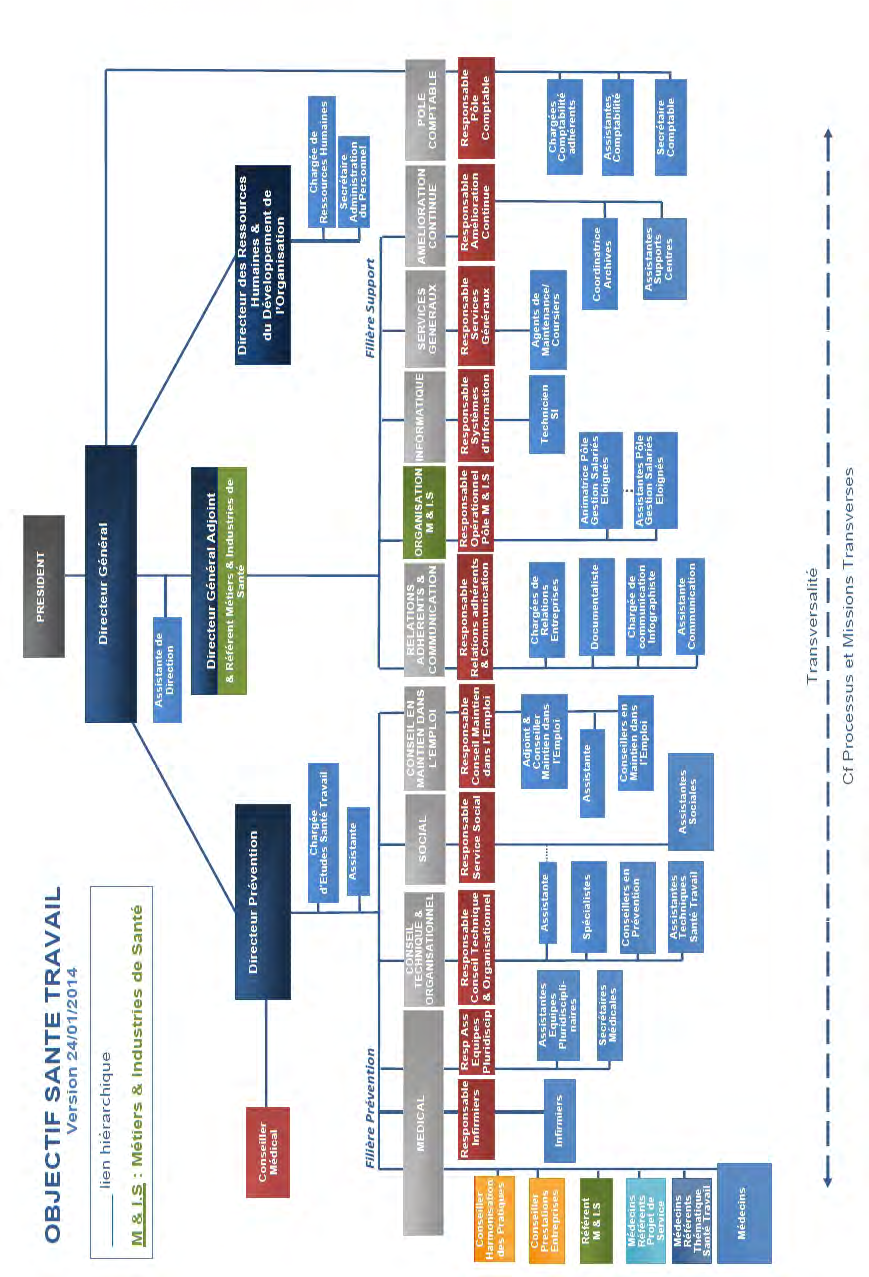 OBJECTIF SANTE TRAVAIL
Version 24/01/2014
lien hiérarchique
M & I.S : Métiers & Industries de Santé
PRESIDENT
Directeur Général
Assistante de
Direction
Directeur Général Adjoint
& Référent Métiers & Industries de
Santé
Conseiller
Médical
Directeur Prévention
Chargée
d'Etudes Santé Travail
Assistante
Directeur des Ressources
Humaines &
du Développement de
l'Organisation
Chargée de
Ressources Humaines
Secrétaire
Administration
du Personnel
Filière Prévention
Filière Support
MEDICAL
CONSEIL
TECHNIQUE &
ORGANISATIONNEL
SOCIAL
CONSEIL EN
MAINTIEN DANS
L'EMPLOI
RELATIONS
ADHERENTS &
COMMUNICATION
ORGANISATION
M & I.S
INFORMATIQUE
SERVICES
GENERAUX
AMELIORATION
CONTINUE
POLE
COMPTABLE
Responsable
Infirmiers
Resp Ass
Equipes
Pluridiscip
Responsable
Conseil Technique
& Organisationnel
Responsable
Service Social
Responsable
Conseil Maintien
dans l'Emploi
Responsable
Relations adhérents
& Communication
Responsable
Opérationnel
Pôle M & I.S
Responsable
Systèmes
d'Information
Responsable
Services
Généraux
Responsable
Amélioration
Continue
Responsable
Pôle
Comptable
Conseiller
Harmonisation
des Pratiques
Conseiller
Prestations
Entreprises
Référent
M & I.S
Médecins
Référents
Projet de
Service
Médecins
Référents
Thématique
Santé Travail
Médecins
Infirmiers
Assistantes
Equipes
Pluridiscipli-
naires
Secrétaires
Médicales
Assistante
Spécialistes
Conseillers en
Prévention
Assistantes
Techniques
Santé Travail
Assistantes
Sociales
Adjoint &
Conseiller
Maintien dans
l'Emploi
Assistante
Conseillers en
Maintien dans
l'Emploi
Chargées de
Relations
Entreprises
Documentaliste
Chargée de
communication
Infographiste
Assistante
Communication
Animatrice Pôle
Gestion Salariés
Eloignés
Assistantes Pôle
Gestion Salariés
Eloignés
Technicien
SI
Agents de
Maintenance/
Coursiers
Coordinatrice
Archives
Assistantes
Supports
Centres
Chargées
Comptabilité
adhérents
Assistantes
Comptabilité
Secrétaire
Comptable
Transversalité
Cf Processus et Missions Transverses